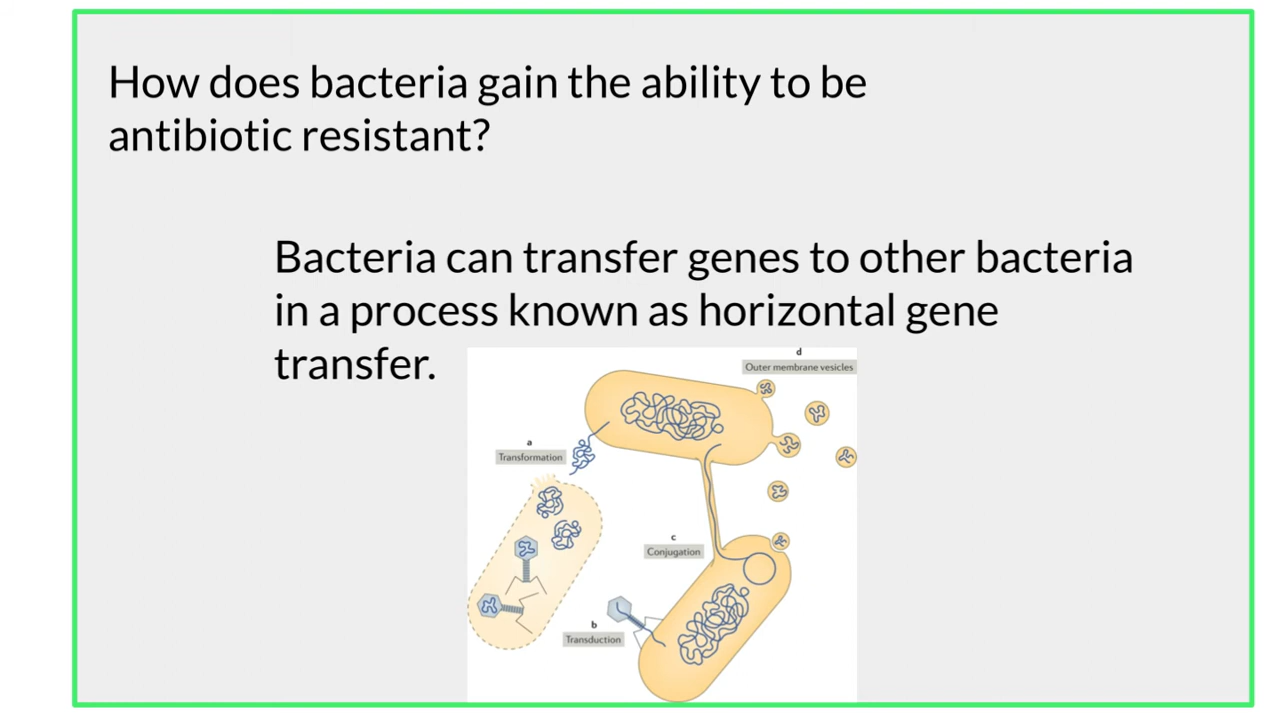 How does bacteria gain the ability to be
antibiotic resistant?
Bacteria can transfer genes to other bacteria
in a process known as horizontal gene
transfer.
d
Outer membrane vesicles
a
Transformation
c
Conjugation
b
Transduction